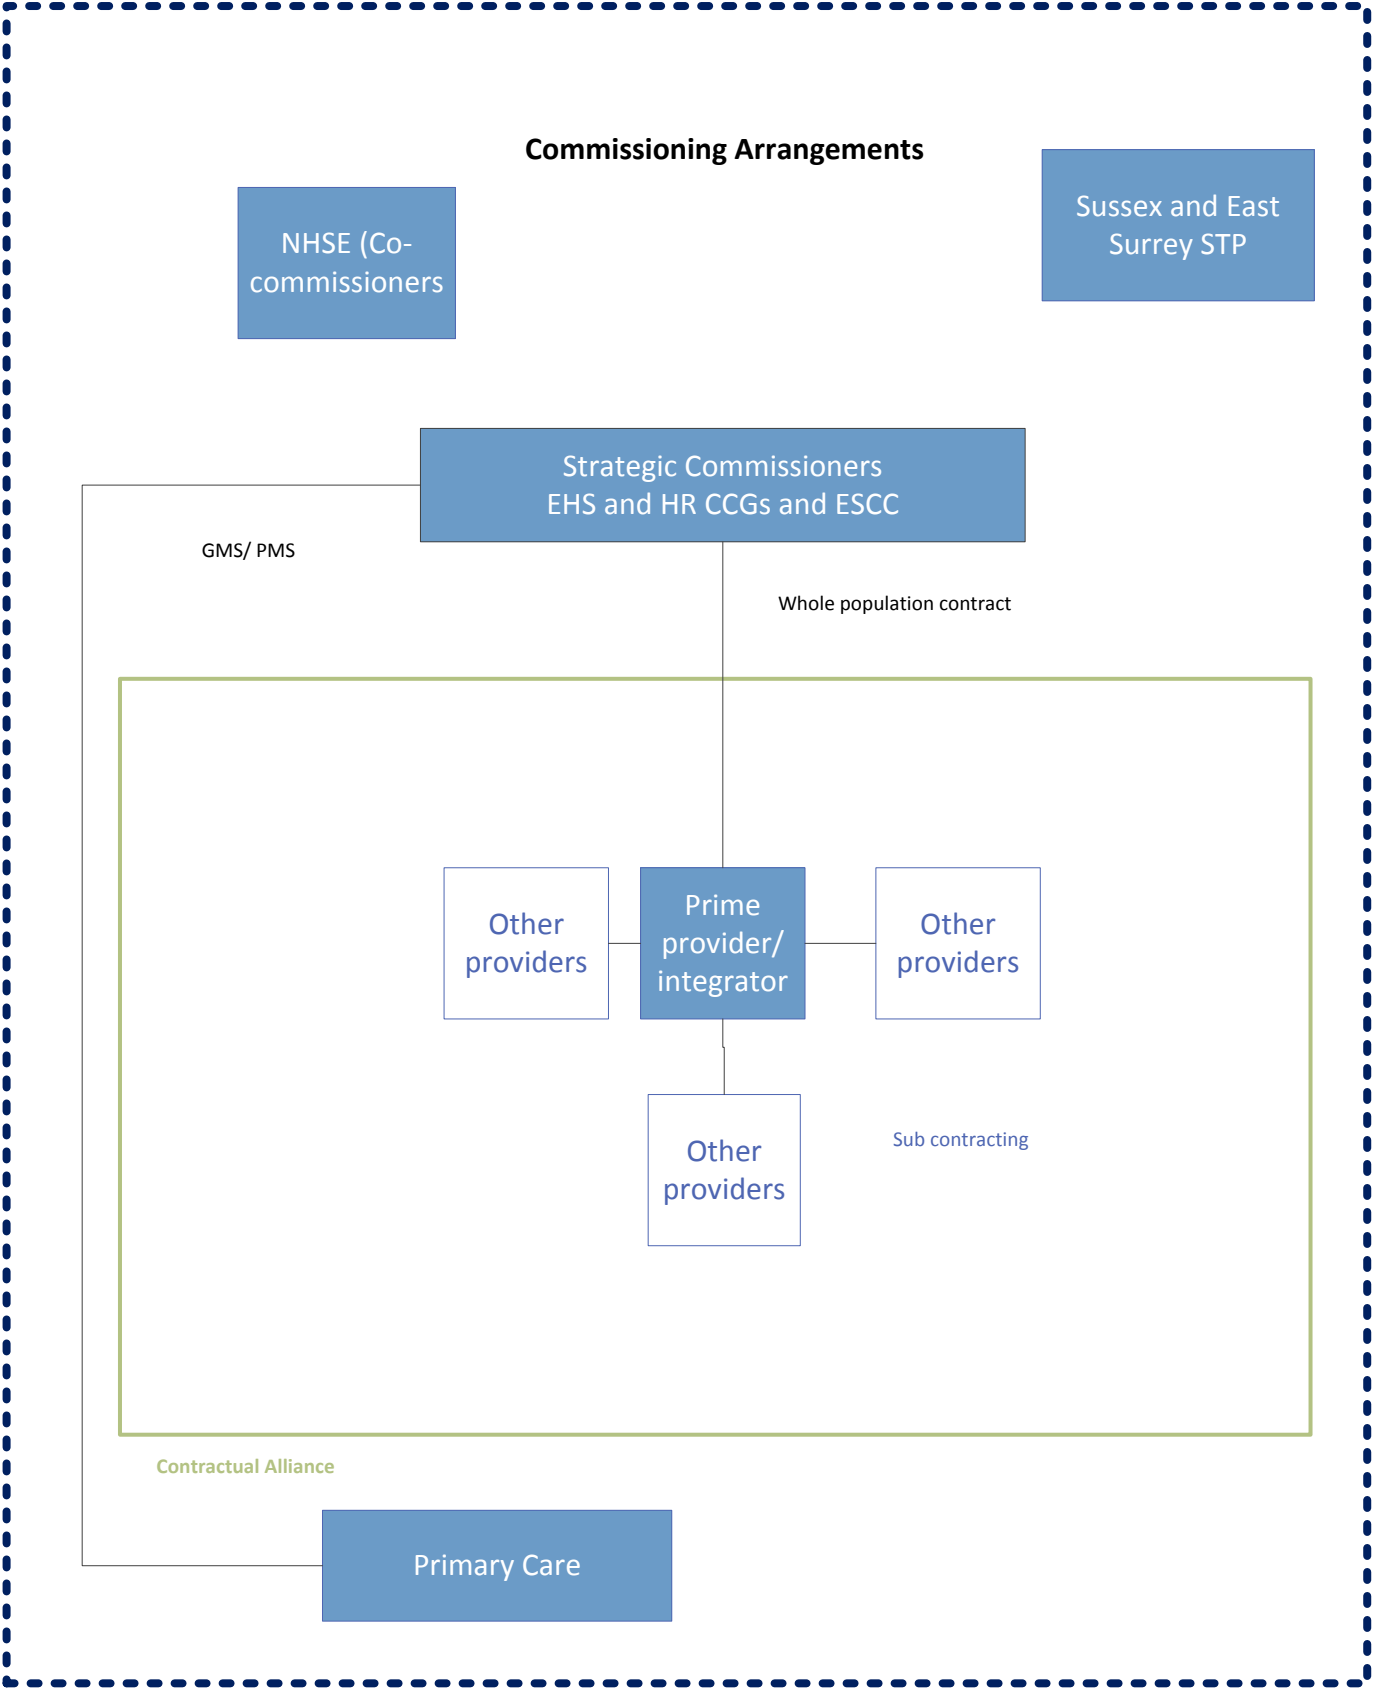 Commissioning Arrangements
NHSE (Co-
commissioners
Sussex and East
Surrey STP
Strategic Commissioners
EHS and HR CCGs and ESCC
GMS/ PMS
Whole population contract
Other
providers
Prime
provider/
integrator
Other
providers
Other
providers
Sub contracting
Contractual Alliance
Primary Care